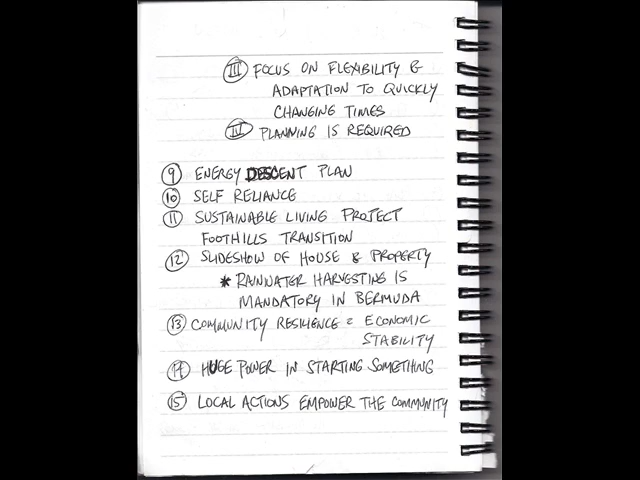 III FOCUS ON FLEXIBILITY &
ADAPTATION TO QUICKLY
CHANGING TIMES
IV PLANNING IS REQUIRED
9 ENERGY DESCENT PLAN
10 SELF RELIANCE
11 SUSTAINABLE LIVING PROJECT
FOOTHILLS TRANSITION
12 SLIDESHOW OF HOUSE & PROPERTY
* RAINWATER HARVESTING IS
MANDATORY IN BERMUDA
13 COMMUNITY RESILIENCE = ECONOMIC
STABILITY
14 HUGE POWER IN STARTING SOMETHING
15 LOCAL ACTIONS EMPOWER THE COMMUNITY